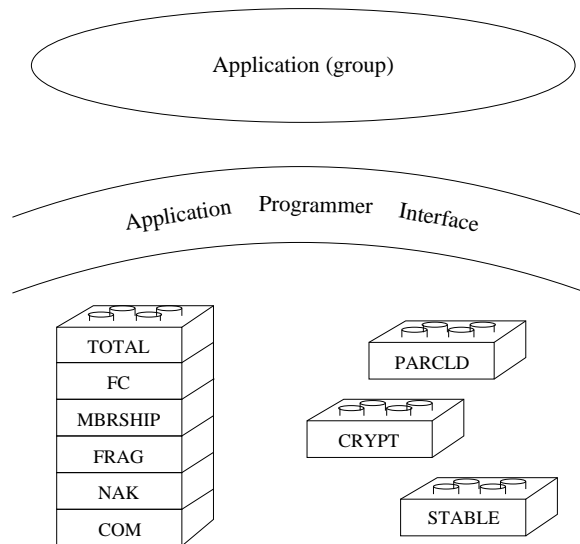 Application (group)
Application Programmer Interface
TOTAL
FC
MBRSHIP
FRAG
NAK
COM
PARCLD
CRYPT
STABLE